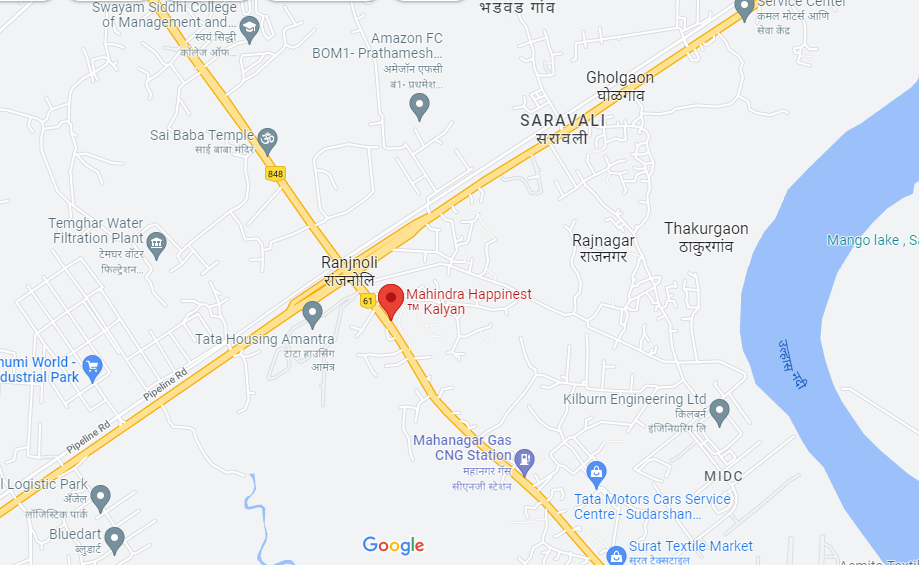 Swayam Siddhi College
of Management and...
स्वयं सिद्धी
कॉलेज ऑफ...
भडवड गांव
Service Center
कमल मोटर्स आणि
सेवा केंद्र
Amazon FC
BOM1- Prathamesh...
अमेजॉन एफसी
बं1- प्रथमेश...
Gholgaon
घोळगाव
SARAVALI
सरावली
Sai Baba Temple
साई बाबा मंदिर
848
Temghar Water
Filtration Plant
टेमघर वॉटर
फिल्ट्रेशन...
Rajnagar
राजनगर
Thakurgaon
ठाकुरगांव
Mango lake , Sa
Ranjnoli
रांजनोलि
61
Mahindra Happinest
™ Kalyan
Tata Housing Amantra
टाटा हाउसिंग
आमंत्र
numi World -
ndustrial Park
Pipeline Rd
Pipeline Rd
उल्हास नदी
Kilburn Engineering Ltd
किलबर्न
इंजिनियरिंग लि
Mahanagar Gas
CNG Station
महानगर गॅस
सीएनजी स्टेशन
MIDC
l Logistic Park
अ‍ॅजेल
लॉजिस्टिक पार्क
Tata Motors Cars Service
Centre - Sudarshan...
Bluedart
ब्लुडार्ट
Google
Surat Textile Market
सूरत टेक्सटाइल